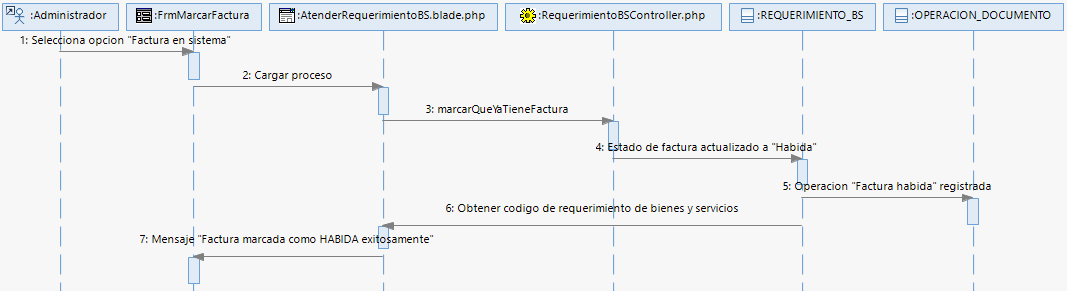 :Administrador
:FrmMarcarFactura
:AtenderRequerimientoBS.blade.php
:RequerimientoBSController.php
:REQUERIMIENTO_BS
:OPERACION_DOCUMENTO
1: Selecciona opcion "Factura en sistema"
2: Cargar proceso
3: marcarQueYaTieneFactura
4: Estado de factura actualizado a "Habida"
5: Operacion "Factura habida" registrada
6: Obtener codigo de requerimiento de bienes y servicios
7: Mensaje "Factura marcada como HABIDA exitosamente"